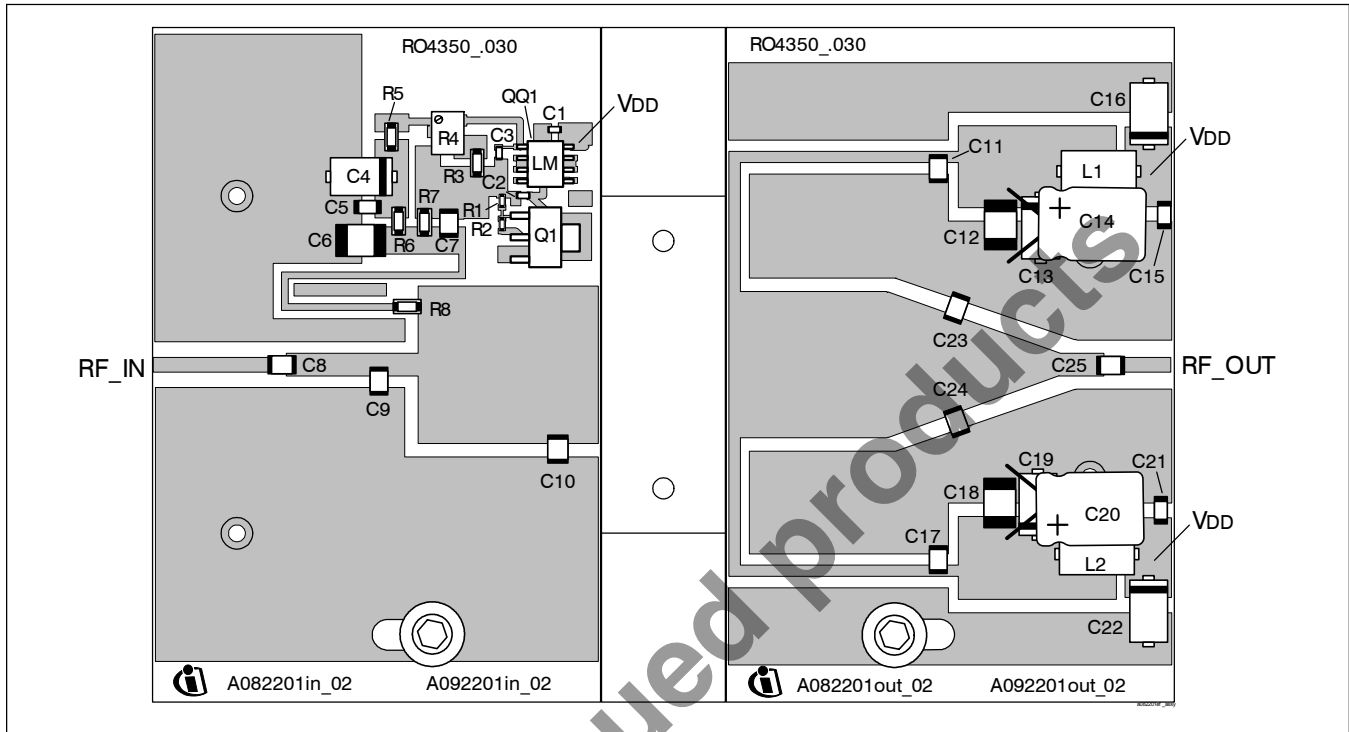 RO4350_.030
RO4350_.030
R5
QQ1
C1
VDD
R4
C3
LM
R3
C4
C2
C5
R7
R1
R2
Q1
C6
R6
C7
R8
RF_IN
C8
C9
C10
C16
VDD
C11
L1
C12
C14
C13
C15
C23
C25
RF_OUT
C24
C19
C21
C18
C20
VDD
C17
L2
C22
A082201in_02
A092201in_02
A082201out_02
A092201out_02
ued products